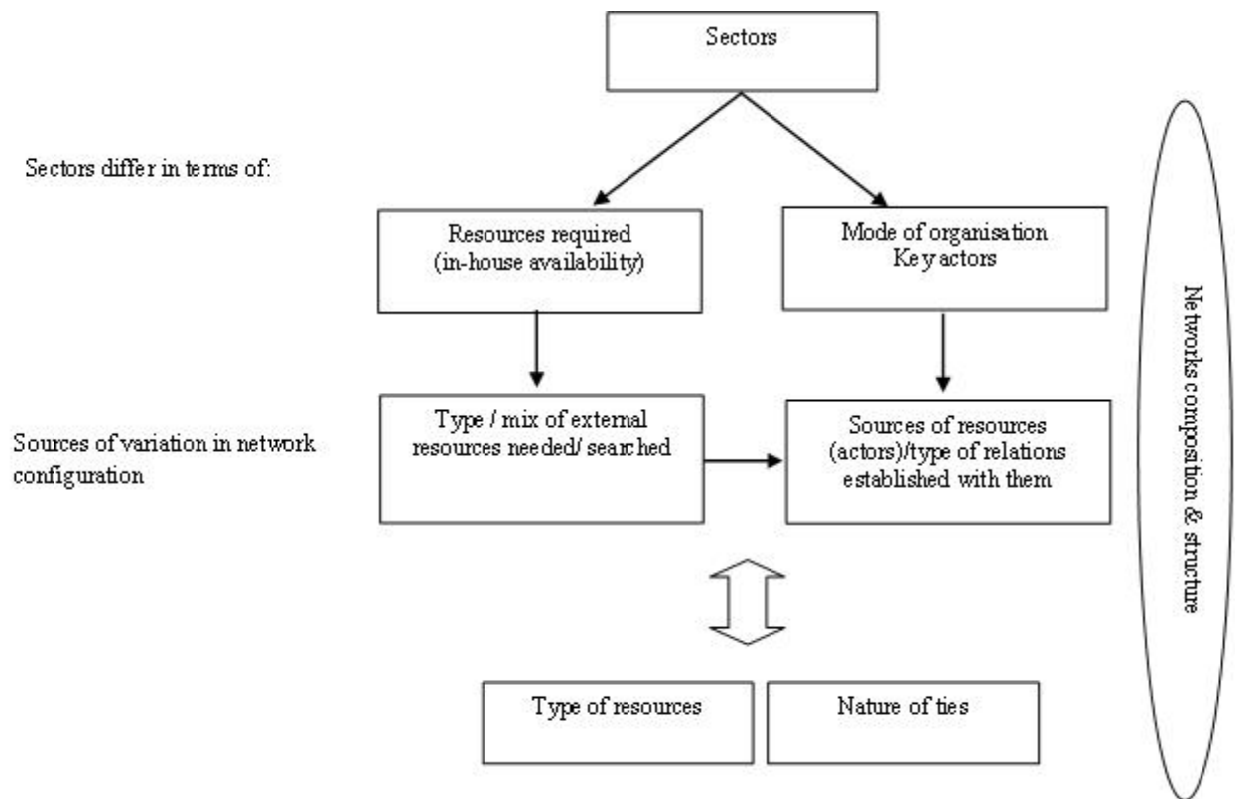 Sectors
Sectors differ in terms of:
Resources required
(in-house availability)
Mode of organisation
Key actors
Networks composition & structure
Sources of variation in network
configuration
Type / mix of external
resources needed/ searched
Sources of resources
(actors)/type of relations
established with them
Type of resources
Nature of ties